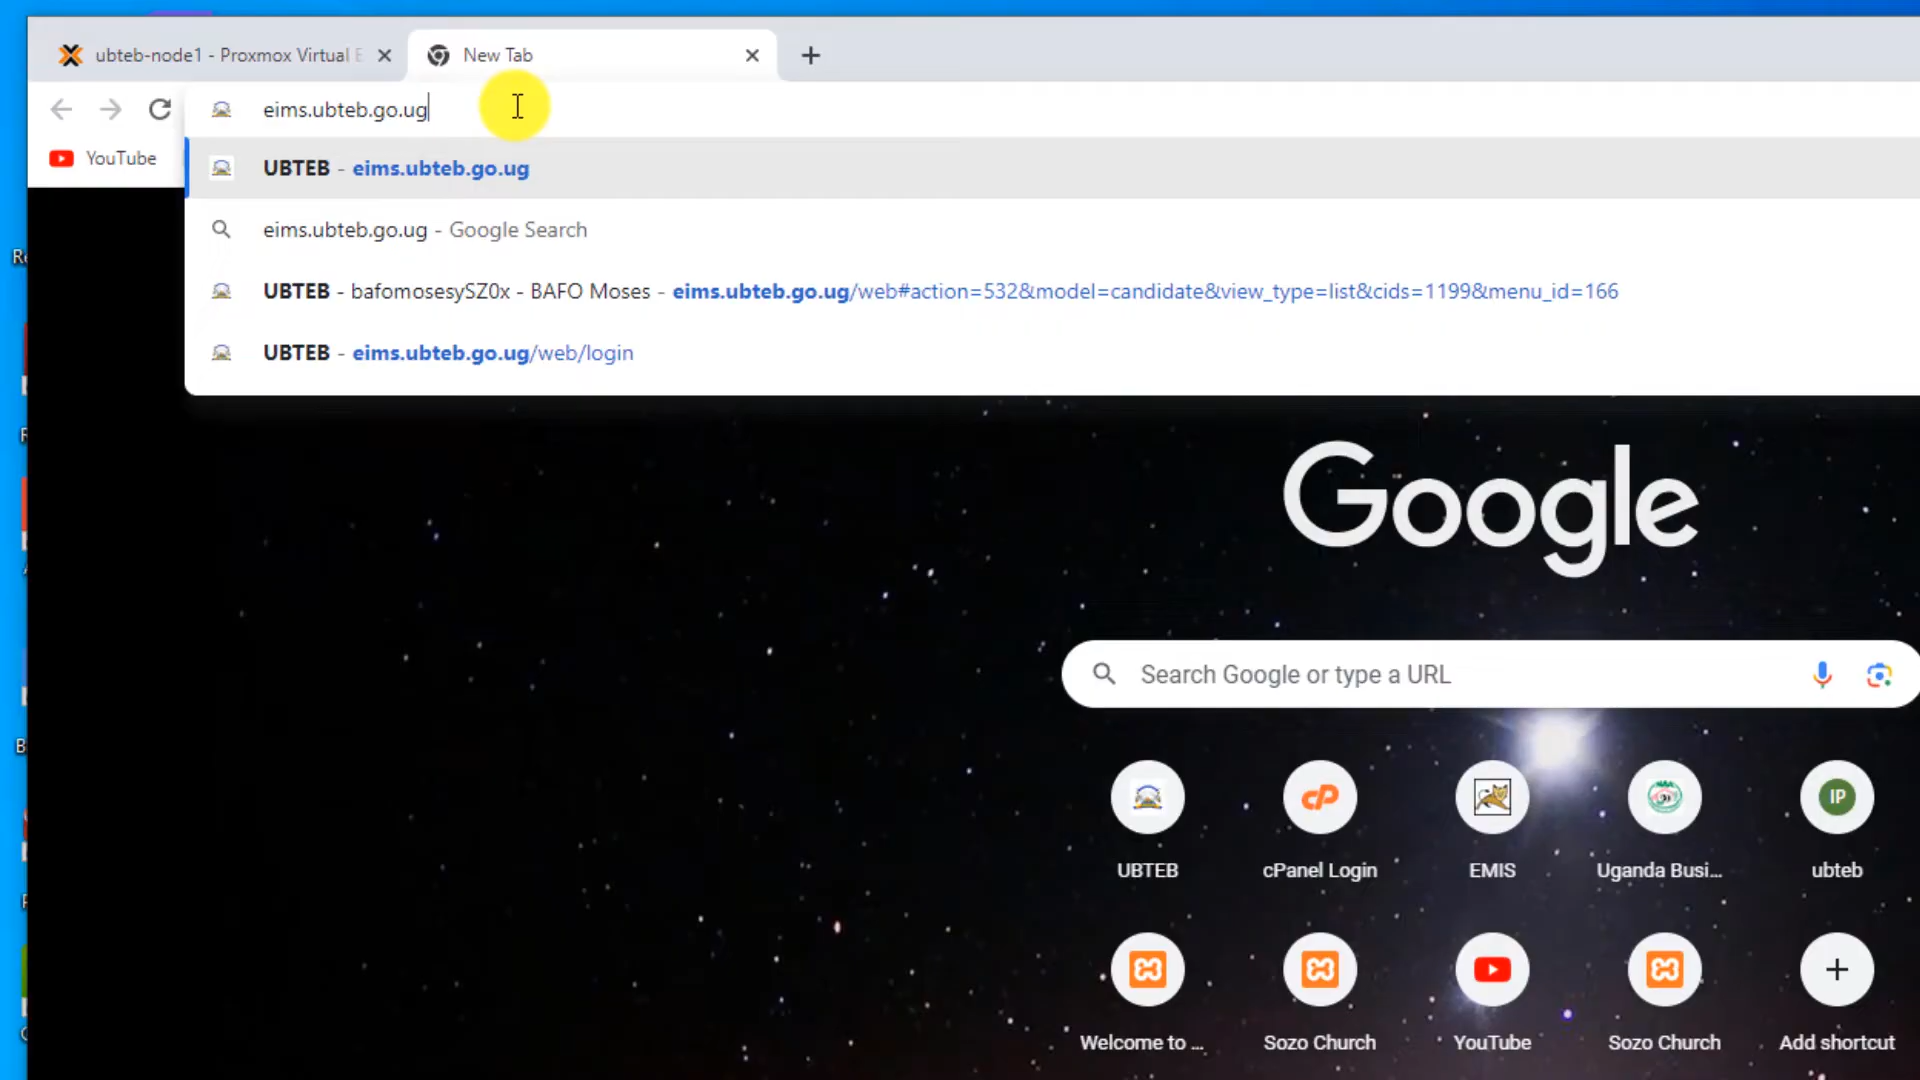 ubteb-node1 - Proxmox Virtual E
New Tab
eims.ubteb.go.ug
YouTube
UBTEB - eims.ubteb.go.ug
eims.ubteb.go.ug - Google Search
UBTEB - bafomosesySZ0x - BAFO Moses - eims.ubteb.go.ug/web#action=532&model=candidate&view_type=list&cids=1199&menu_id=166
UBTEB - eims.ubteb.go.ug/web/login
Google
Search Google or type a URL
UBTEB
cPanel Login
EMIS
Uganda Busi...
IP
ubteb
Welcome to ...
Sozo Church
YouTube
Sozo Church
Add shortcut